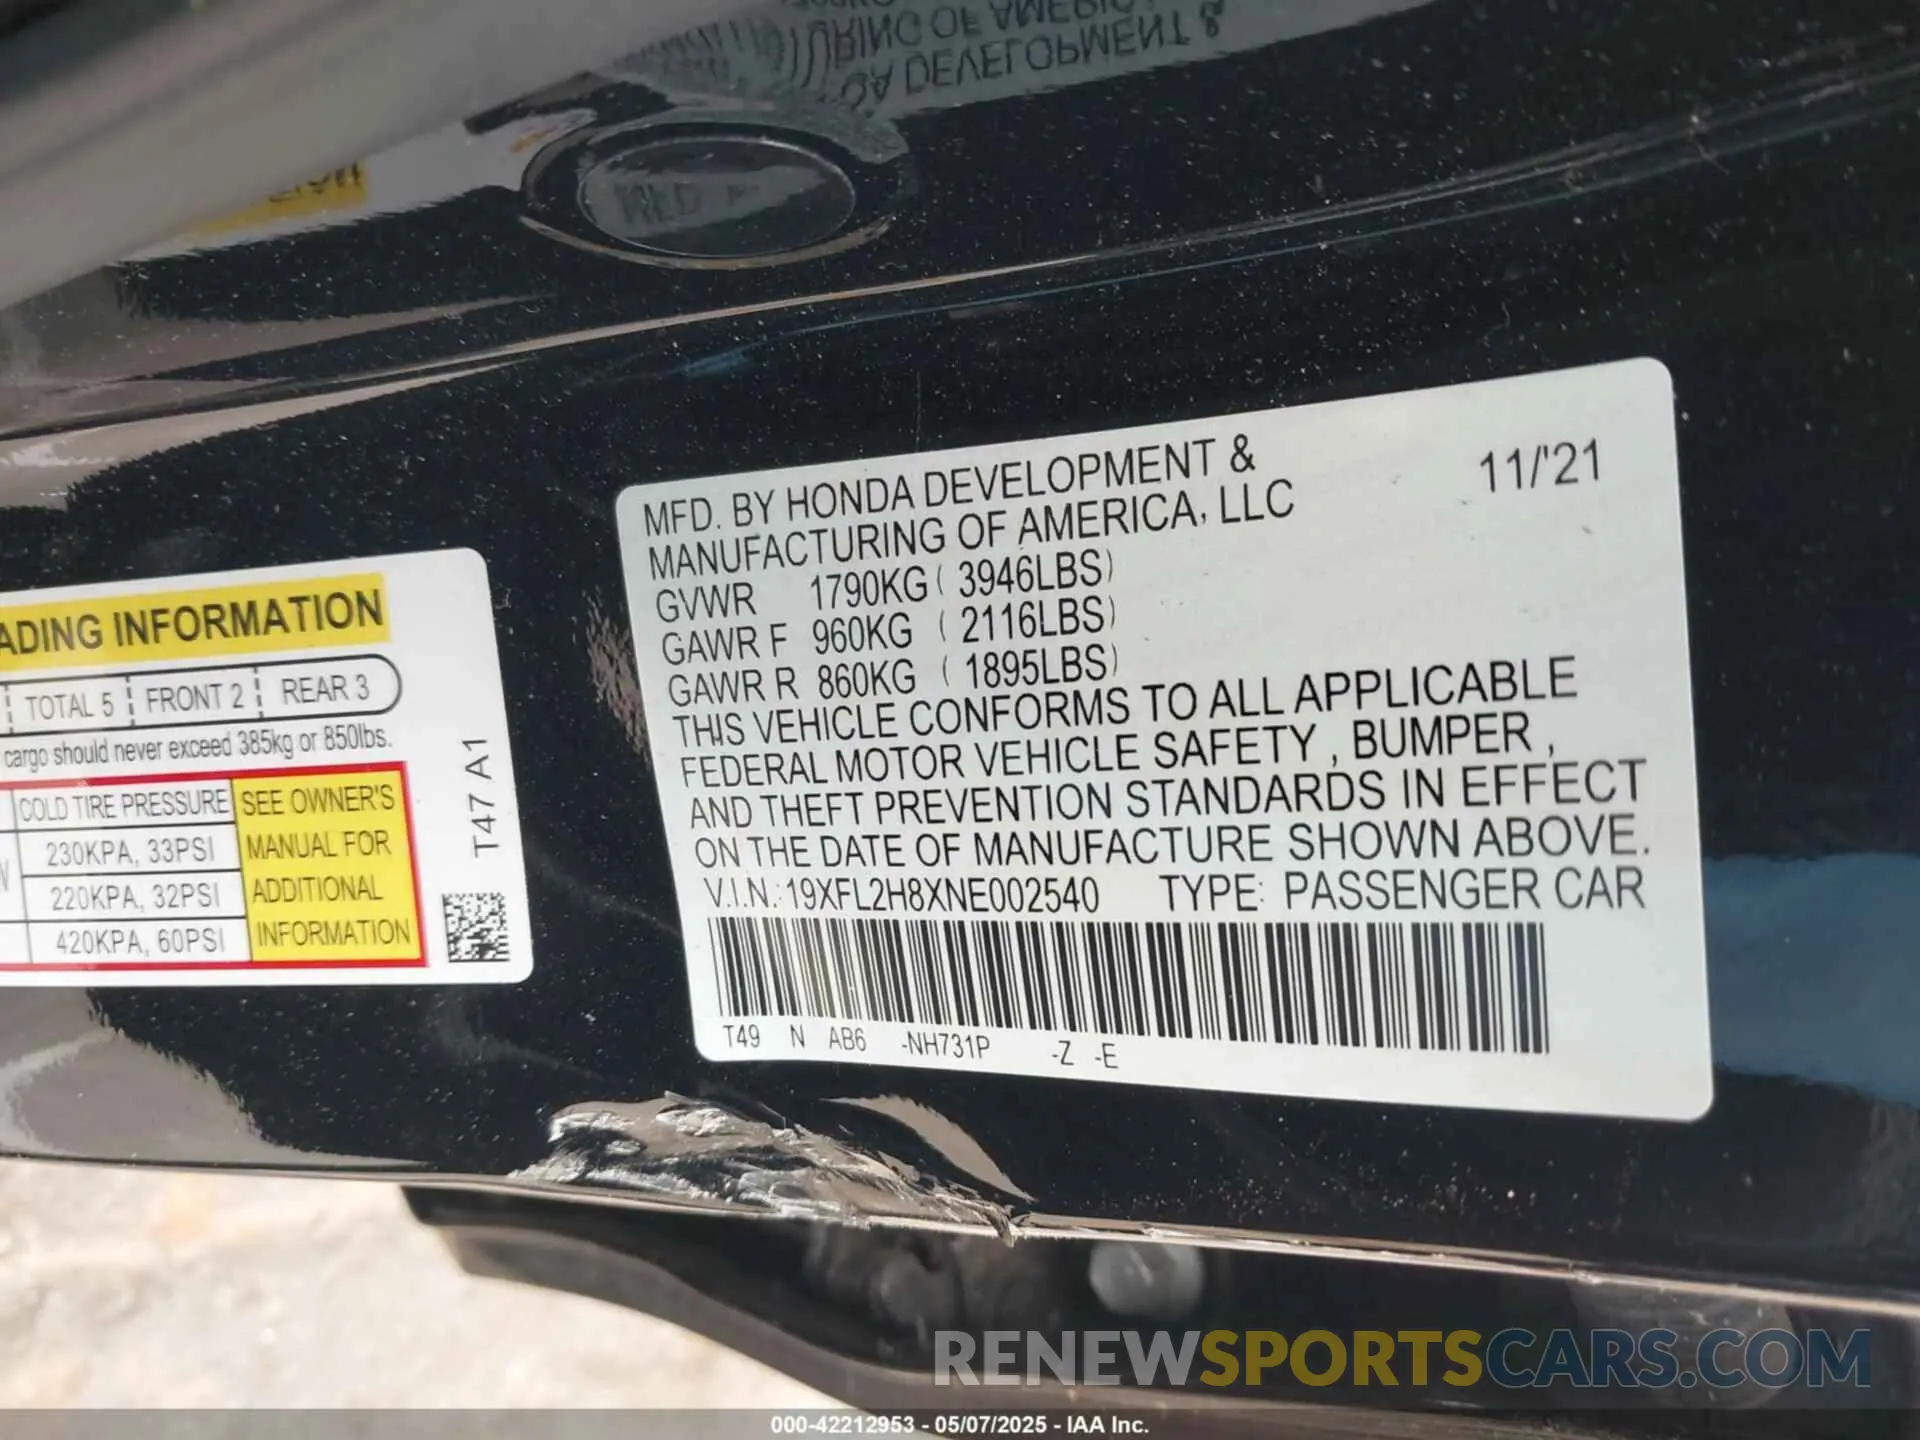 DEVELOPMENT &
URING OF AMERIC
MFD. BY HONDA DEVELOPMENT &
MANUFACTURING OF AMERICA, LLC
11/'21
GVWR 1790KG ( 3946LBS)
GAWR F 960KG ( 2116LBS)
GAWR R 860KG ( 1895LBS)
THIS VEHICLE CONFORMS TO ALL APPLICABLE
FEDERAL MOTOR VEHICLE SAFETY , BUMPER ,
AND THEFT PREVENTION STANDARDS IN EFFECT
ON THE DATE OF MANUFACTURE SHOWN ABOVE.
V.I.N.: 19XFL2H8XNE002540 TYPE: PASSENGER CAR
T49 N AB6 -NH731P -Z -E
ADING INFORMATION
TOTAL 5 FRONT 2 REAR 3
cargo should never exceed 385kg or 850lbs.
COLD TIRE PRESSURE
230KPA, 33PSI
220KPA, 32PSI
420KPA, 60PSI
SEE OWNER'S
MANUAL FOR
ADDITIONAL
INFORMATION
T47 A1
RENEWSPORTSCARS.COM
000-42212953 - 05/07/2025 - IAA Inc.